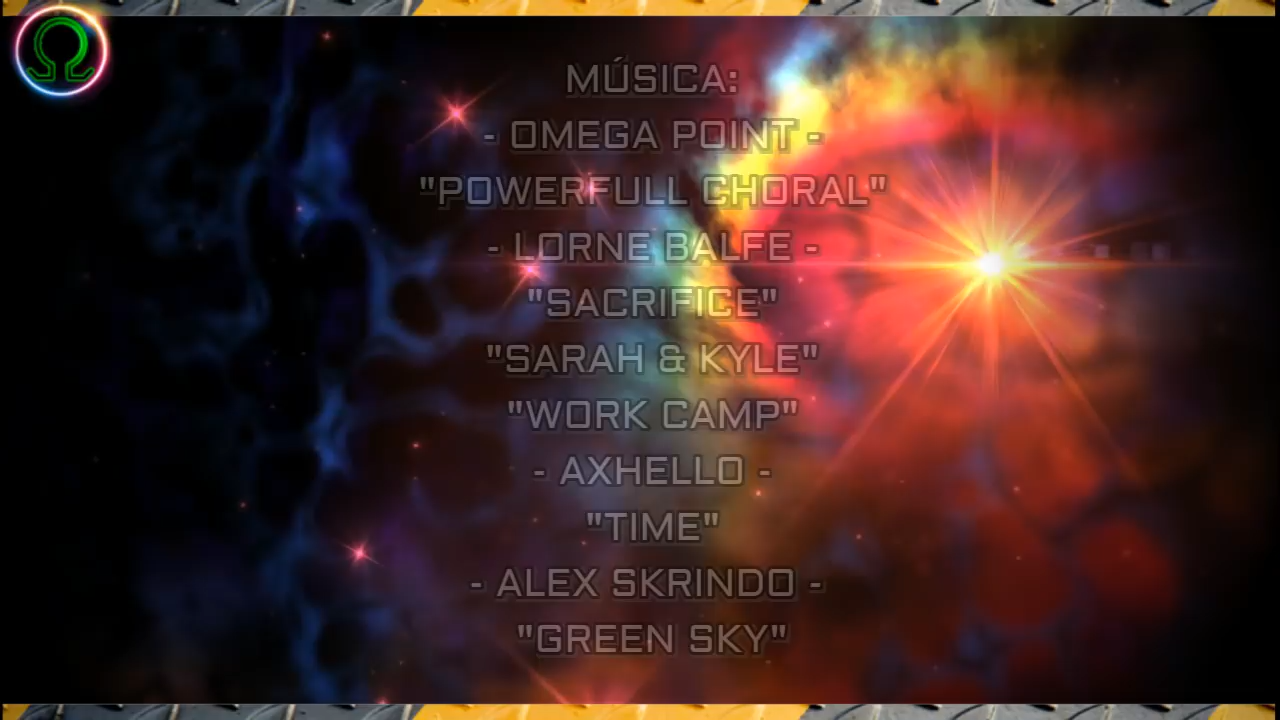 MÚSICA:
- OMEGA POINT -
"POWERFULL CHORAL"
- LORNE BALFE -
"SACRIFICE"
"SARAH & KYLE"
"WORK CAMP"
- AXHELLO -
"TIME"
- ALEX SKRINDO -
"GREEN SKY"